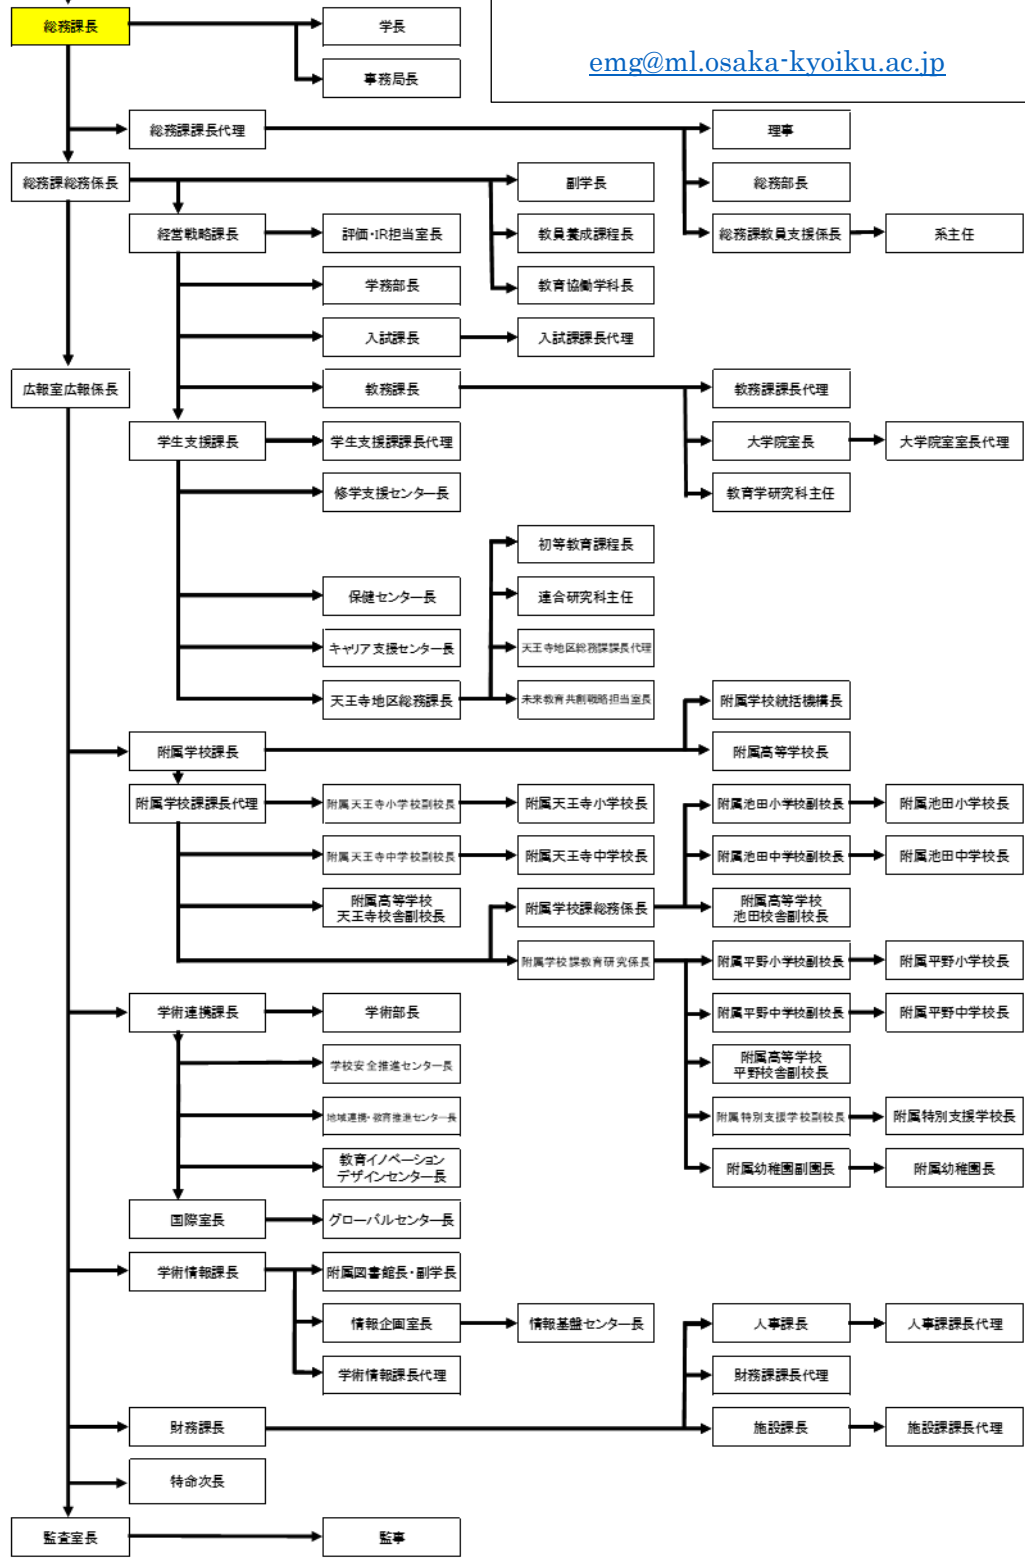 総務課長
学長
emg@ml.osaka-kyoiku.ac.jp
事務局長
総務課課長代理
理事
総務課総務係長
副学長
総務部長
経営戦略課長
評価・IR担当室長
教員養成課程長
総務課教員支援係長
系主任
学務部長
教育協働学科長
入試課長
入試課課長代理
広報室広報係長
教務課長
教務課課長代理
学生支援課長
学生支援課課長代理
大学院室長
大学院室室長代理
修学支援センター長
教育学研究科主任
初等教育課程長
保健センター長
連合研究科主任
キャリア支援センター長
天王寺地区総務課課長代理
天王寺地区総務課長
未来教育共創戦略担当室長
附属学校統括機構長
附属学校課長
附属高等学校長
附属学校課課長代理
附属天王寺小学校副校長
附属天王寺小学校長
附属池田小学校副校長
附属池田小学校長
附属天王寺中学校副校長
附属天王寺中学校長
附属池田中学校副校長
附属池田中学校長
附属高等学校
天王寺校舎副校長
附属学校課総務係長
附属高等学校
池田校舎副校長
附属学校課教育研究係長
附属平野小学校副校長
附属平野小学校長
学術連携課長
学術部長
附属平野中学校副校長
附属平野中学校長
学校安全推進センター長
附属高等学校
平野校舎副校長
地域連携・教育推進センター長
附属特別支援学校副校長
附属特別支援学校長
教育イノベーション
デザインセンター長
附属幼稚園副園長
附属幼稚園長
国際室長
グローバルセンター長
学術情報課長
附属図書館長・副学長
情報企画室長
情報基盤センター長
人事課長
人事課課長代理
学術情報課長代理
財務課課長代理
財務課長
施設課長
施設課課長代理
特命次長
監査室長
監事